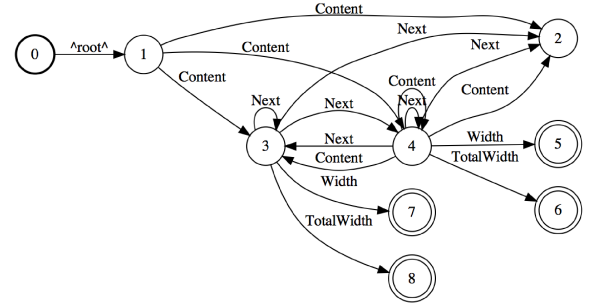 Content
Next
2
Next
0
^root^
1
Content
Content
Content
Content
Next
Next
Next
3
Next
4
Width
5
Content
TotalWidth
Width
7
6
TotalWidth
8